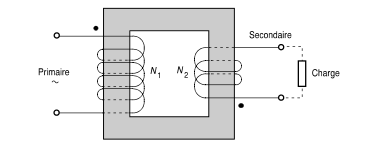 Secondaire
Primaire
~
N1
N2
Charge